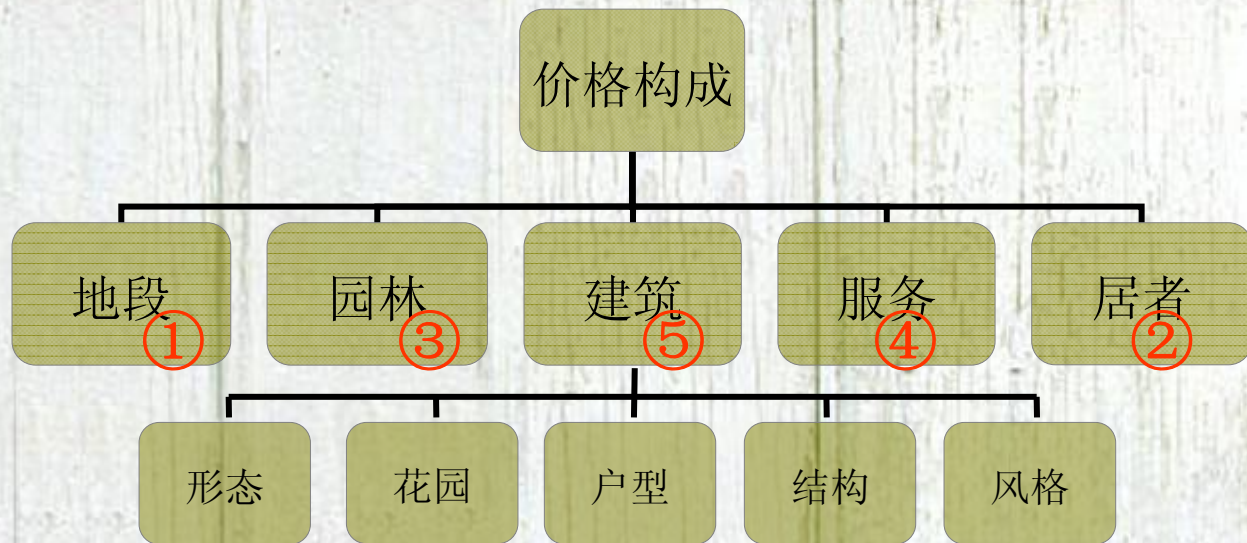 价格构成
地段 园林 建筑 服务 居者
① ③ ⑤ ④ ②
形态 花园 户型 结构 风格